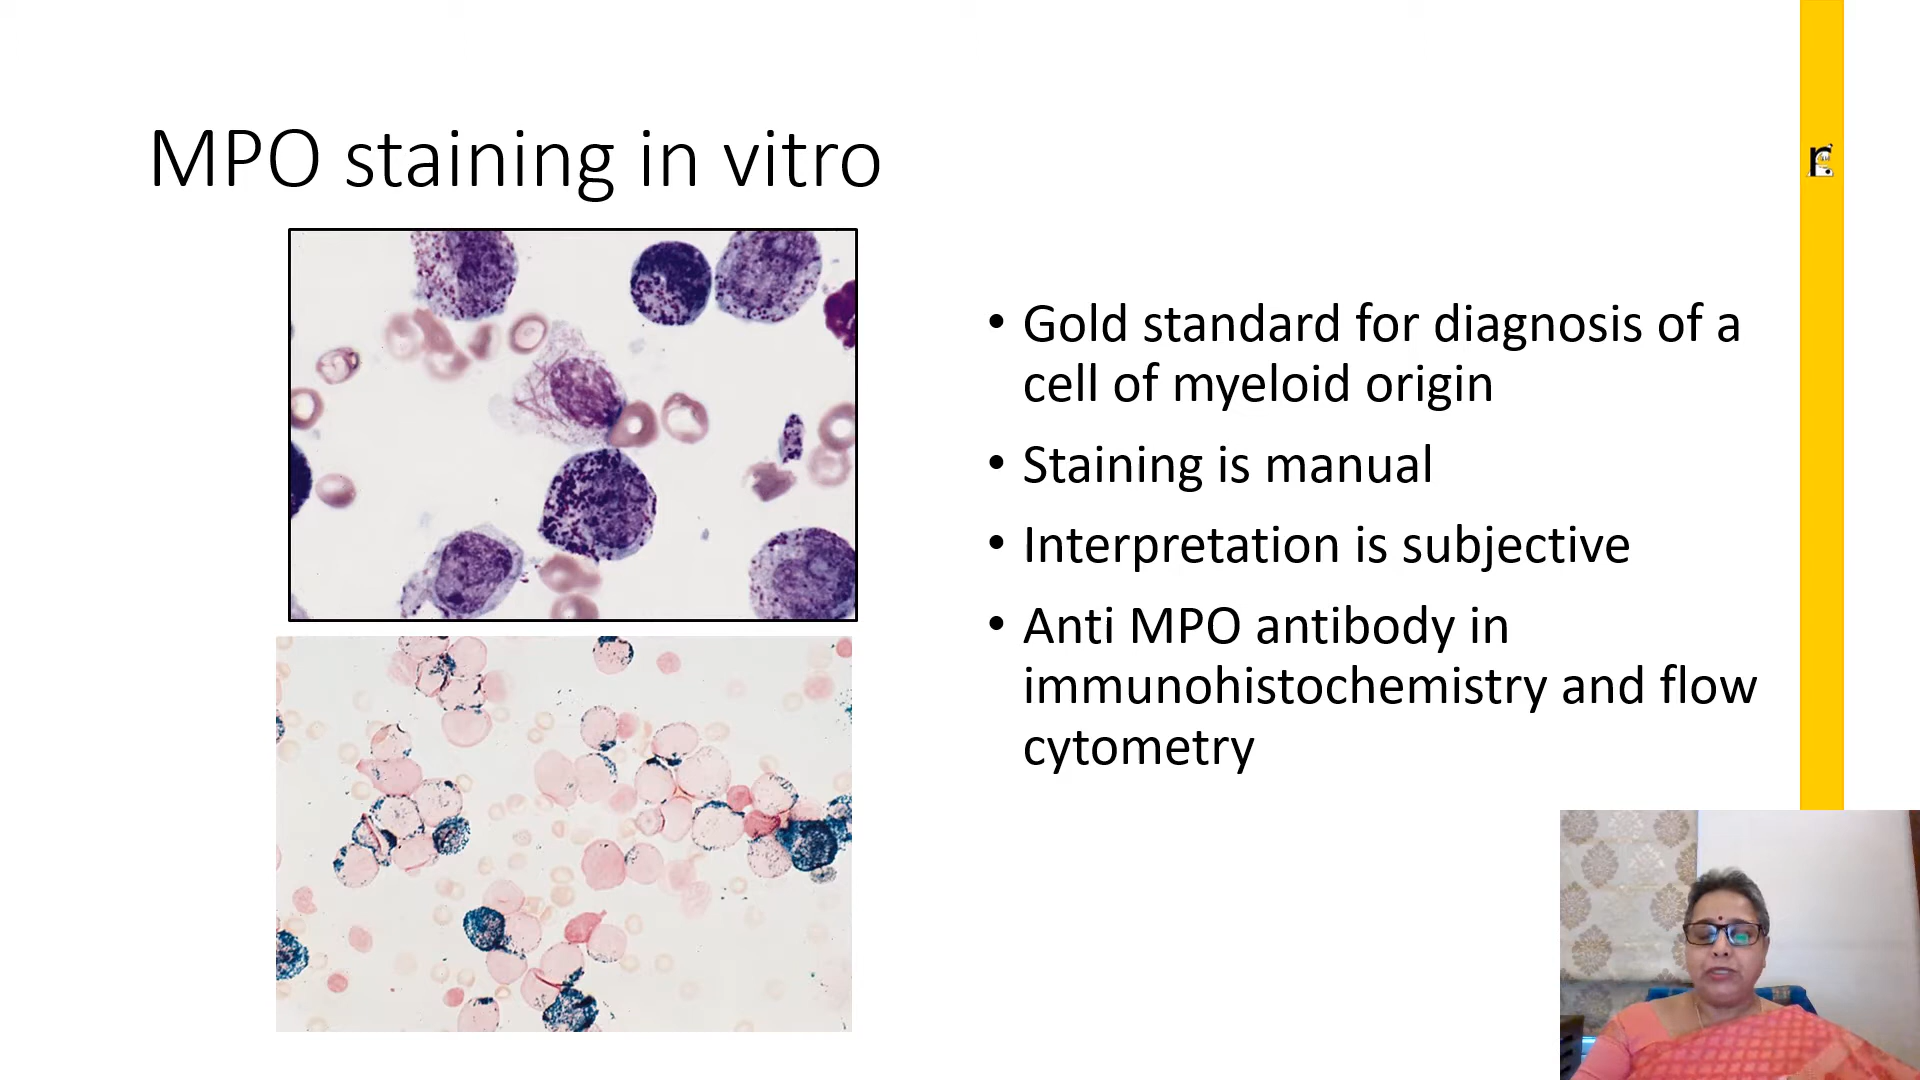 MPO staining in vitro
• Gold standard for diagnosis of a
cell of myeloid origin
• Staining is manual
• Interpretation is subjective
• Anti MPO antibody in
immunohistochemistry and flow
cytometry